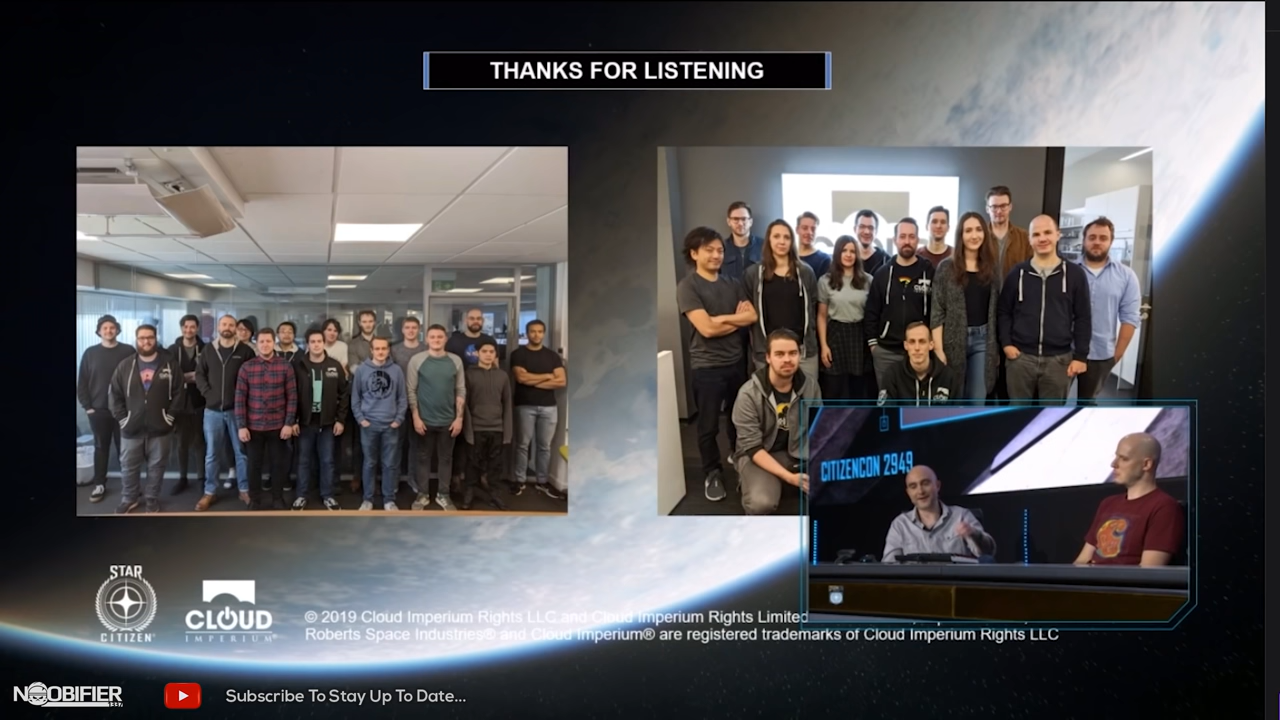 THANKS FOR LISTENING
CITIZENCON 2949
STAR
CITIZEN
CLOUD
IMPERIUM
© 2019 Cloud Imperium Rights LLC and Cloud Imperium Rights Limited
Roberts Space Industries® and Cloud Imperium® are registered trademarks of Cloud Imperium Rights LLC
NOOBIFIER
Subscribe To Stay Up To Date...